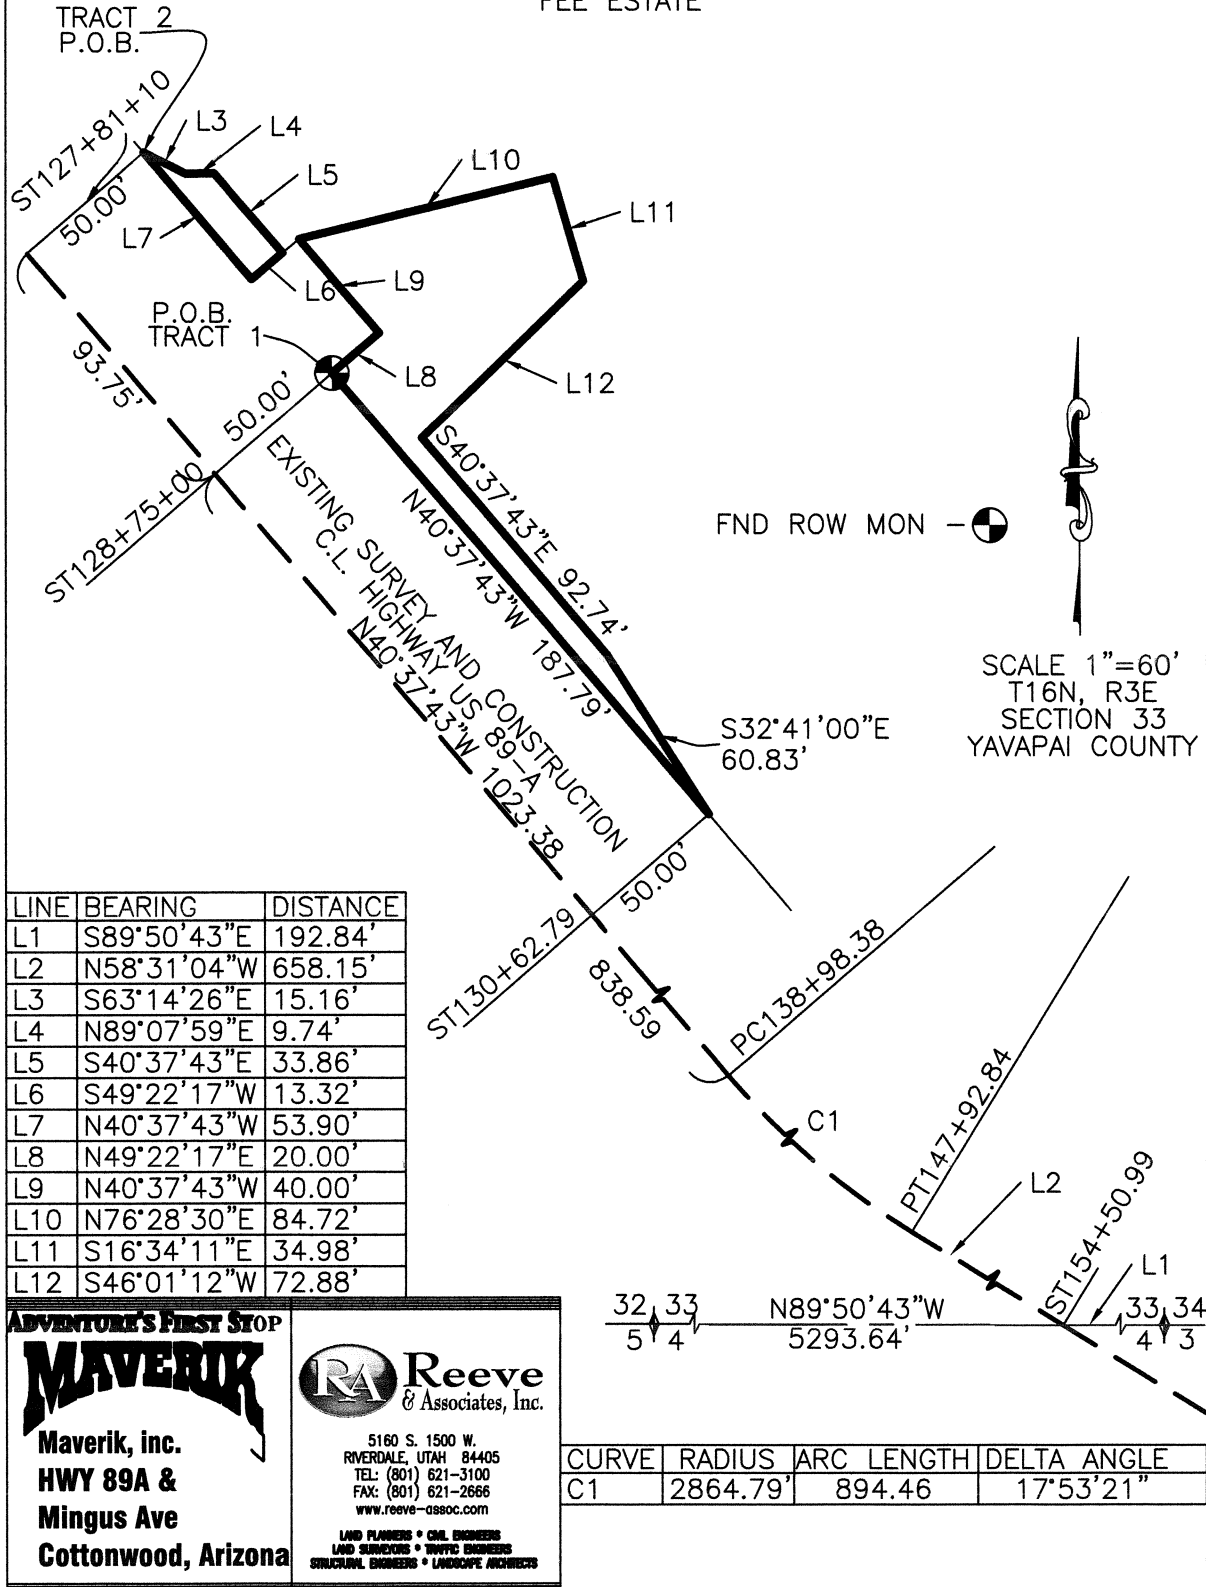 FEE ESTATE
TRACT 2
P.O.B.
ST127+81+10
50.00'
L3
L4
L5
L7
L6
L10
L11
L9
P.O.B.
TRACT 1
L8
L12
93.75'
50.00'
ST128+75+00
EXISTING SURVEY AND CONSTRUCTION
C.L. HIGHWAY US 89-A
N40°37'43"W 1023.38
N40°37'43"W 187.79'
S40°37'43"E 92.74'
S32°41'00"E
60.83'
FND ROW MON
SCALE 1"=60'
T16N, R3E
SECTION 33
YAVAPAI COUNTY
50.00'
ST130+62.79
838.59
PC138+98.38
C1
PT147+92.84
L2
ST154+50.99
L1
32 33
5 4
N89°50'43"W
5293.64'
33 34
4 3
LINE BEARING DISTANCE
L1 S89°50'43"E 192.84'
L2 N58°31'04"W 658.15'
L3 S63°14'26"E 15.16'
L4 N89°07'59"E 9.74'
L5 S40°37'43"E 33.86'
L6 S49°22'17"W 13.32'
L7 N40°37'43"W 53.90'
L8 N49°22'17"E 20.00'
L9 N40°37'43"W 40.00'
L10 N76°28'30"E 84.72'
L11 S16°34'11"E 34.98'
L12 S46°01'12"W 72.88'
ADVENTURE'S FIRST STOP
MAVERIK
Maverik, inc.
HWY 89A &
Mingus Ave
Cottonwood, Arizona
RA Reeve
& Associates, Inc.
5160 S. 1500 W.
RIVERDALE, UTAH 84405
TEL: (801) 621-3100
FAX: (801) 621-2666
www.reeve-assoc.com
LAND PLANNERS * CIVIL ENGINEERS
LAND SURVEYORS * TRAFFIC ENGINEERS
STRUCTURAL ENGINEERS * LANDSCAPE ARCHITECTS
CURVE RADIUS ARC LENGTH DELTA ANGLE
C1 2864.79' 894.46 17°53'21"